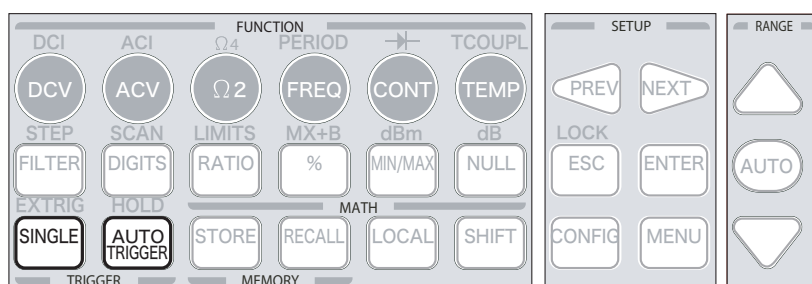 FUNCTION SETUP RANGE
DCI ACI Ω4 PERIOD TCOUPL
DCV ACV Ω2 FREQ CONT TEMP PREV NEXT
STEP SCAN LIMITS MX+B dBm dB LOCK
FILTER DIGITS RATIO % MIN/MAX NULL ESC ENTER AUTO
EXTRIG HOLD MATH
SINGLE AUTO TRIGGER STORE RECALL LOCAL SHIFT CONFIG MENU
TRIGGER MEMORY